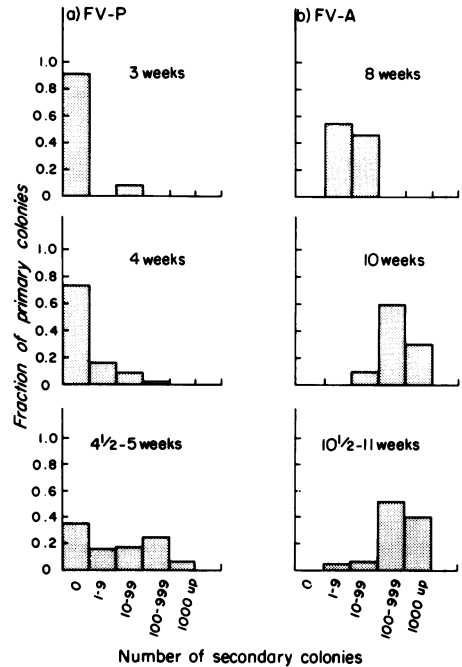 a) FV-P
b) FV-A
3 weeks
8 weeks
1.0
0.8
0.6
0.4
0.2
0
4 weeks
10 weeks
1.0
0.8
0.6
0.4
0.2
0
4½-5 weeks
10½-11 weeks
1.0
0.8
0.6
0.4
0.2
0
Fraction of primary colonies
0
1-9
10-99
100-999
1000 up
0
1-9
10-99
100-999
1000 up
Number of secondary colonies